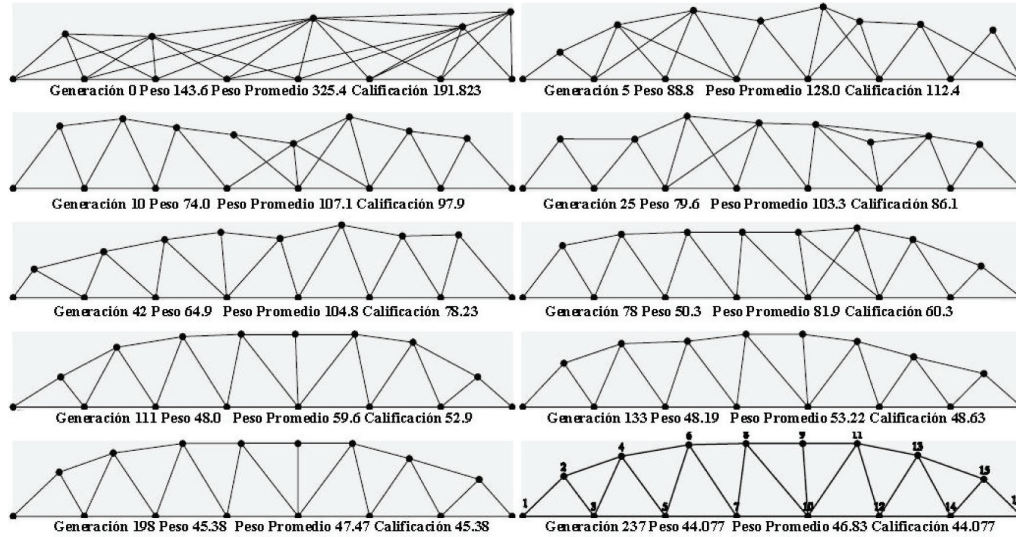 Generación 0 Peso 143.6 Peso Promedio 325.4 Calificación 191.823
Generación 5 Peso 88.8 Peso Promedio 128.0 Calificación 112.4
Generación 10 Peso 74.0 Peso Promedio 107.1 Calificación 97.9
Generación 25 Peso 79.6 Peso Promedio 103.3 Calificación 86.1
Generación 42 Peso 64.9 Peso Promedio 104.8 Calificación 78.23
Generación 78 Peso 50.3 Peso Promedio 81.9 Calificación 60.3
Generación 111 Peso 48.0 Peso Promedio 59.6 Calificación 52.9
Generación 133 Peso 48.19 Peso Promedio 53.22 Calificación 48.63
6 8 9 11
4 13
2 15
1 3 5 7 10 12 14
Generación 198 Peso 45.38 Peso Promedio 47.47 Calificación 45.38
Generación 237 Peso 44.077 Peso Promedio 46.83 Calificación 44.077